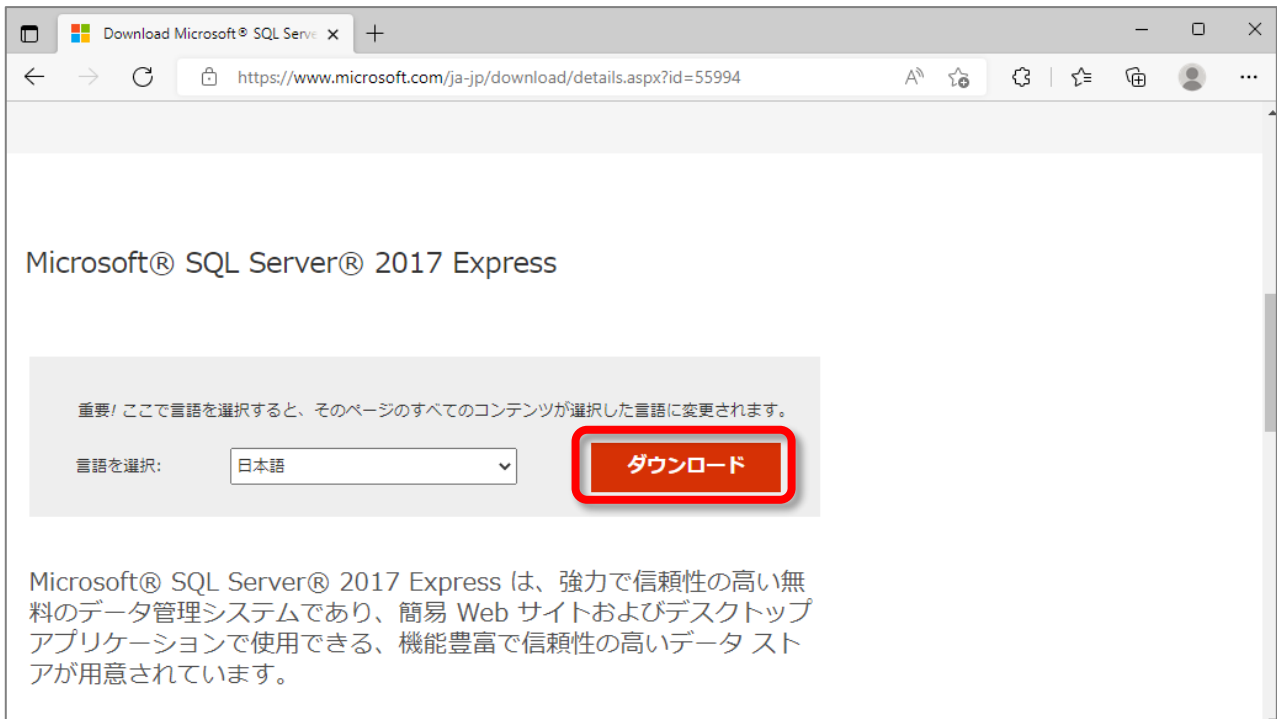 Download Microsoft® SQL Serve
https://www.microsoft.com/ja-jp/download/details.aspx?id=55994
Microsoft® SQL Server® 2017 Express
重要! ここで言語を選択すると、そのページのすべてのコンテンツが選択した言語に変更されます。
言語を選択:
日本語
ダウンロード
Microsoft® SQL Server® 2017 Express は、強力で信頼性の高い無
料のデータ管理システムであり、簡易 Web サイトおよびデスクトップ
アプリケーションで使用できる、機能豊富で信頼性の高いデータ スト
アが用意されています。